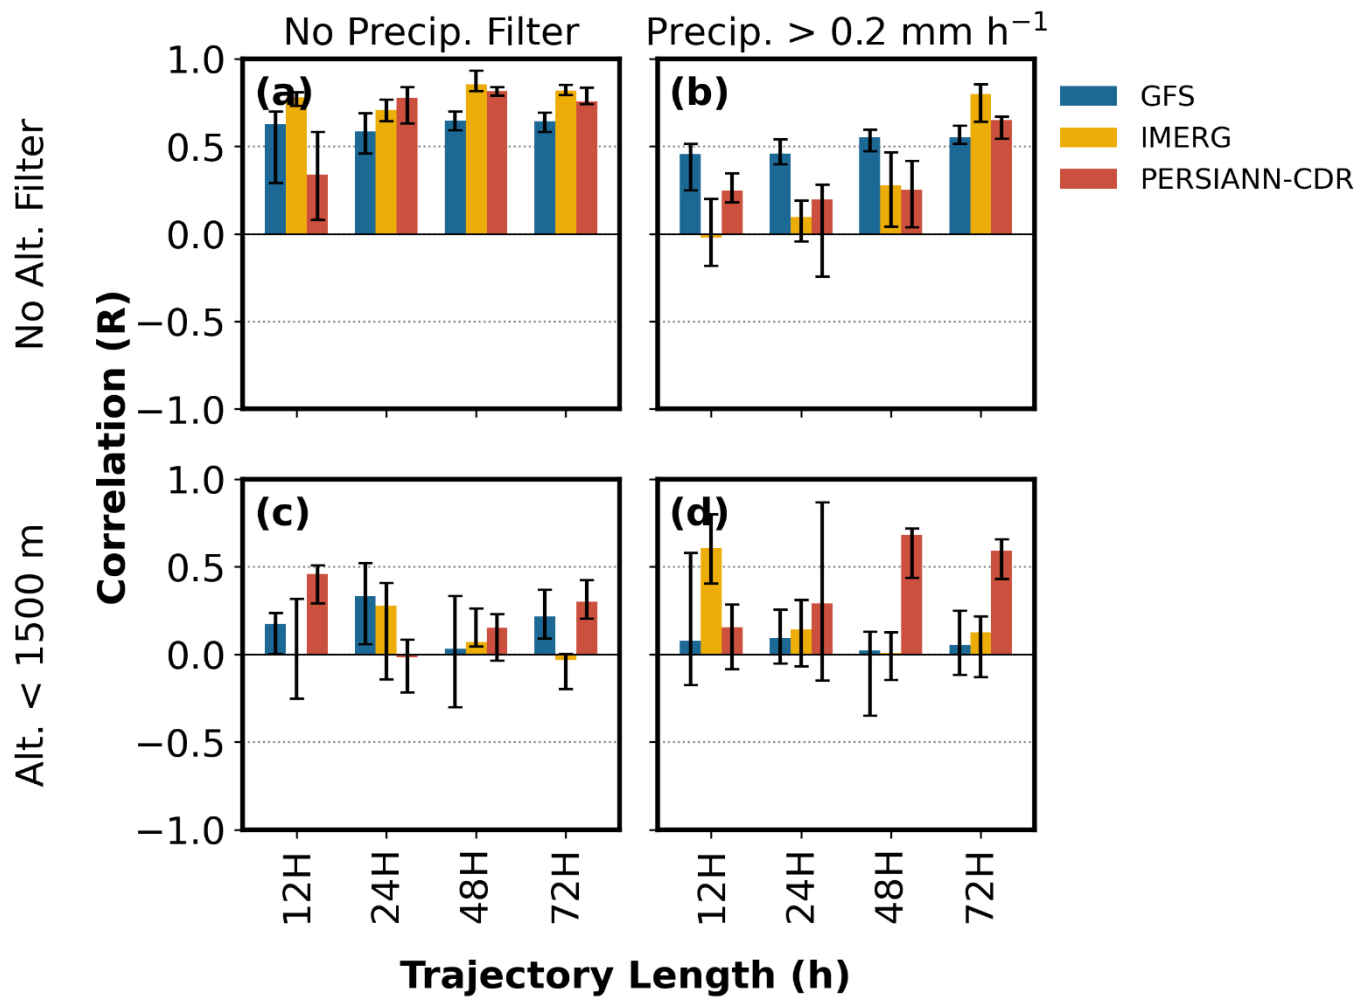 No Precip. Filter
Precip. > 0.2 mm h⁻¹
No Alt. Filter
Alt. < 1500 m
Correlation (R)
(a)
1.0
0.5
0.0
−0.5
−1.0
(b)
GFS
IMERG
PERSIANN-CDR
(c)
1.0
0.5
0.0
−0.5
−1.0
(d)
12H
24H
48H
72H
12H
24H
48H
72H
Trajectory Length (h)